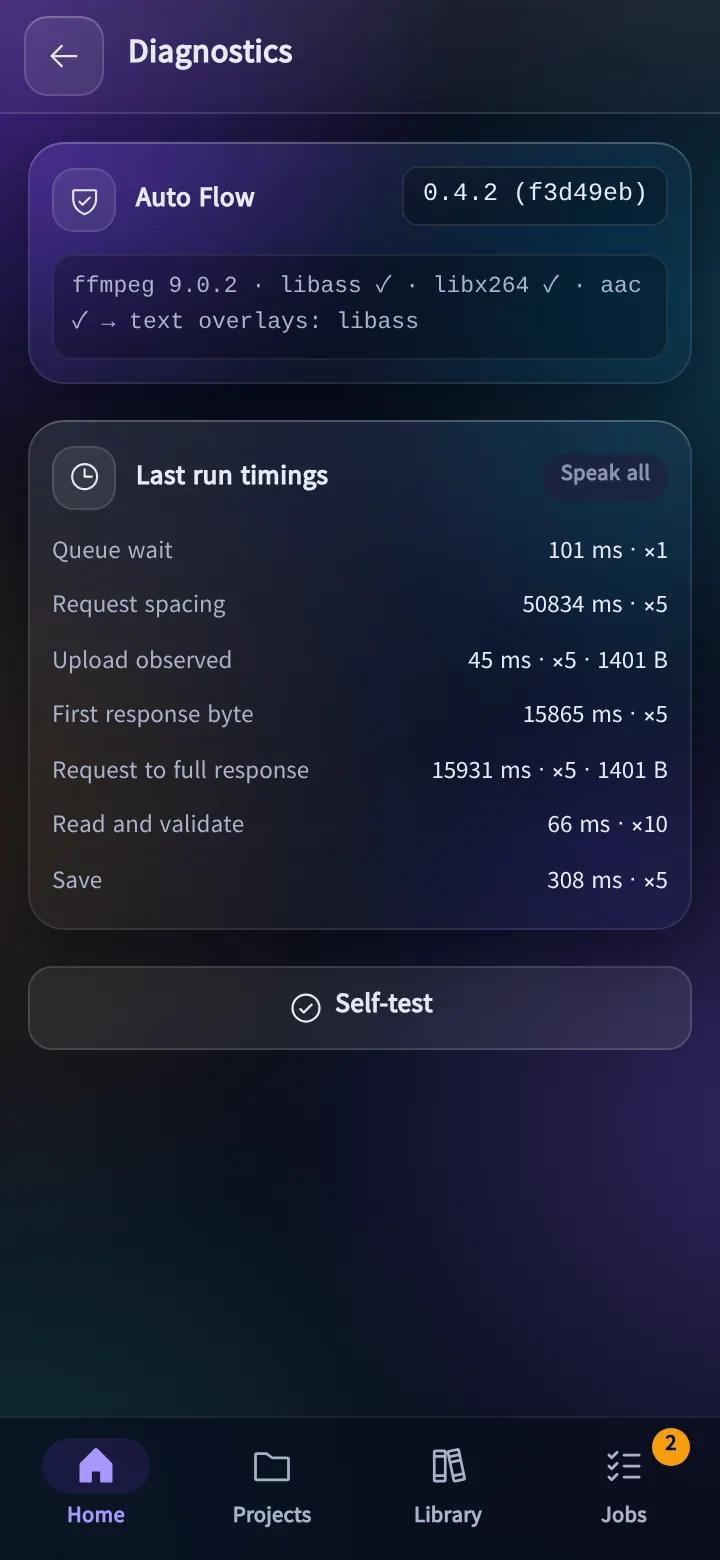 Diagnostics
Auto Flow
0.4.2 (f3d49eb)
ffmpeg 9.0.2 · libass ✓ · libx264 ✓ · aac
✓ → text overlays: libass
Last run timings
Speak all
Queue wait 101 ms · ×1
Request spacing 50834 ms · ×5
Upload observed 45 ms · ×5 · 1401 B
First response byte 15865 ms · ×5
Request to full response 15931 ms · ×5 · 1401 B
Read and validate 66 ms · ×10
Save 308 ms · ×5
Self-test
2
Home Projects Library Jobs